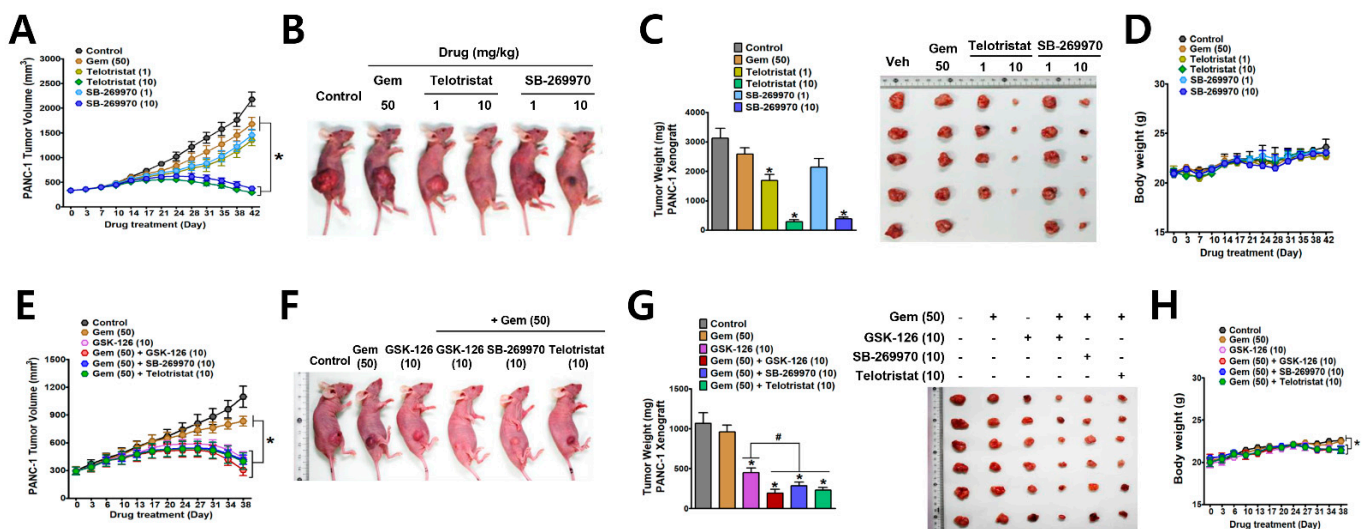 A
Control
Gem (50)
Telotristat (1)
Telotristat (10)
SB-269970 (1)
SB-269970 (10)
PANC-1 Tumor Volume (mm³)
3000
2500
2000
1500
1000
500
0
0 3 7 10 14 17 21 24 28 31 35 38 42
Drug treatment (Day)
*
B
Drug (mg/kg)
Gem Telotristat SB-269970
Control 50 1 10 1 10
C
Control
Gem (50)
Telotristat (1)
Telotristat (10)
SB-269970 (1)
SB-269970 (10)
Tumor Weight (mg)
PANC-1 Xenograft
4000
3000
2000
1000
0
* * *
Veh Gem Telotristat SB-269970
50 1 10 1 10
D
Control
Gem (50)
Telotristat (1)
Telotristat (10)
SB-269970 (1)
SB-269970 (10)
Body weight (g)
30
25
20
15
0 3 7 10 14 17 21 24 28 31 35 38 42
Drug treatment (Day)
E
Control
Gem (50)
GSK-126 (10)
Gem (50) + GSK-126 (10)
Gem (50) + SB-269970 (10)
Gem (50) + Telotristat (10)
PANC-1 Tumor Volume (mm³)
1500
1200
900
600
300
0
0 3 6 10 13 17 20 24 27 31 34 38
Drug treatment (Day)
*
F
+ Gem (50)
Control Gem (50) GSK-126 (10) GSK-126 (10) SB-269970 (10) Telotristat (10)
G
Control
Gem (50)
GSK-126 (10)
Gem (50) + GSK-126 (10)
Gem (50) + SB-269970 (10)
Gem (50) + Telotristat (10)
Tumor Weight (mg)
PANC-1 Xenograft
1500
1000
500
0
#
* * * *
Gem (50) - + - + + +
GSK-126 (10) - - + + - -
SB-269970 (10) - - - - + -
Telotristat (10) - - - - - +
H
Control
Gem (50)
GSK-126 (10)
Gem (50) + GSK-126 (10)
Gem (50) + SB-269970 (10)
Gem (50) + Telotristat (10)
Body weight (g)
30
25
20
15
0 3 6 10 13 17 20 24 27 31 34 38
Drug treatment (Day)
*